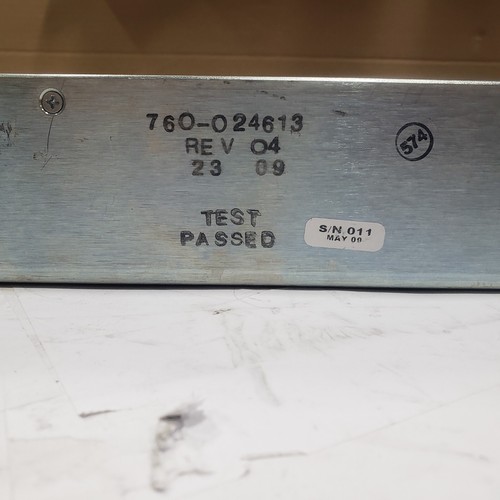 760-024613
REV 04
23 09
574
TEST
PASSED
S/N 011
MAY 09